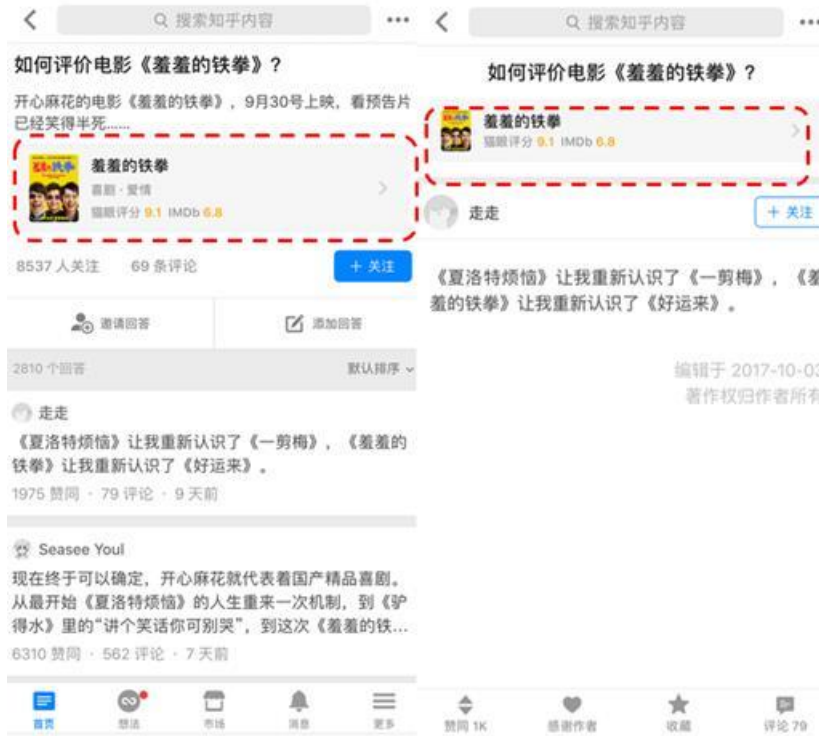 搜索知乎内容
如何评价电影《羞羞的铁拳》?
开心麻花的电影《羞羞的铁拳》, 9月30号上映, 看预告片
已经笑得半死......
羞羞的铁拳
喜剧 · 爱情
猫眼评分 9.1 IMDb 6.8
8537 人关注 69 条评论
+ 关注
邀请回答
添加回答
2810 个回答
默认排序
走走
《夏洛特烦恼》让我重新认识了《一剪梅》, 《羞羞的
铁拳》让我重新认识了《好运来》。
1975 赞同 · 79 评论 · 9 天前
Seasee Youl
现在终于可以确定, 开心麻花就代表着国产精品喜剧。
从最开始《夏洛特烦恼》的人生重来一次机制, 到《驴
得水》里的“讲个笑话你可别哭”, 到这次《羞羞的铁...
6310 赞同 · 562 评论 · 7 天前
首页
想法
市场
消息
更多
搜索知乎内容
如何评价电影《羞羞的铁拳》?
羞羞的铁拳
猫眼评分 9.1 IMDb 6.8
走走
+ 关注
《夏洛特烦恼》让我重新认识了《一剪梅》, 《羞
羞的铁拳》让我重新认识了《好运来》。
编辑于 2017-10-03
著作权归作者所有
赞同 1K
感谢作者
收藏
评论 79